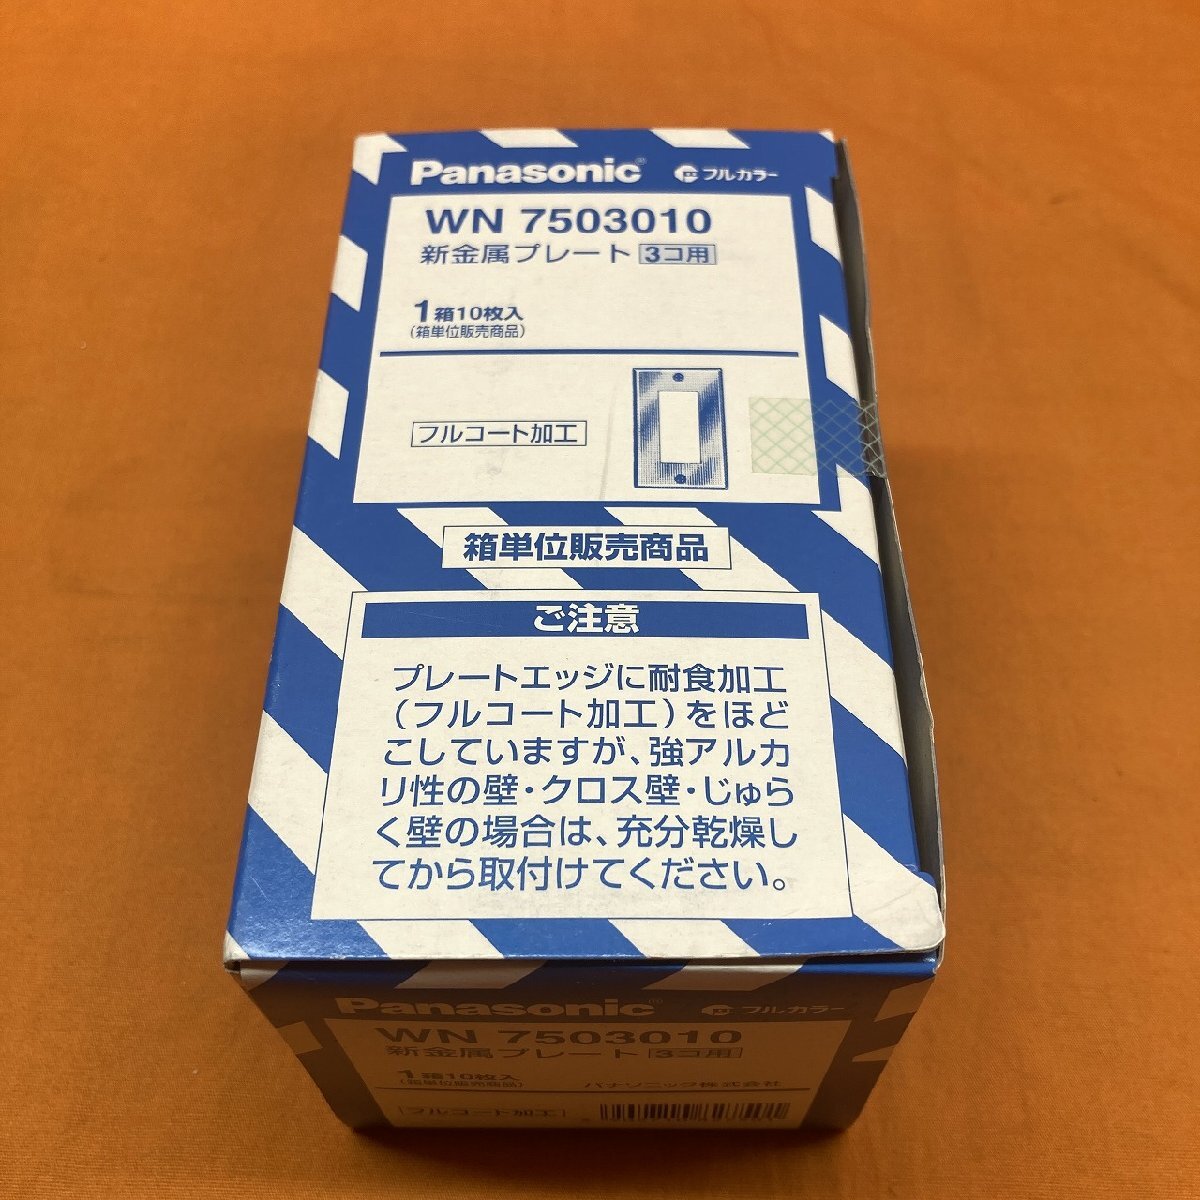 Panasonic® フルカラー
WN 7503010
新金属プレート 3コ用
1箱10枚入
(箱単位販売商品)
フルコート加工
箱単位販売商品
ご注意
プレートエッジに耐食加工
(フルコート加工)をほど
こしていますが、強アルカ
リ性の壁・クロス壁・じゅら
く壁の場合は、充分乾燥し
てから取付けてください。
Panasonic® フルカラー
WN 7503010
新金属プレート 3コ用
1箱10枚入
(箱単位販売商品) パナソニック株式会社
フルコート加工